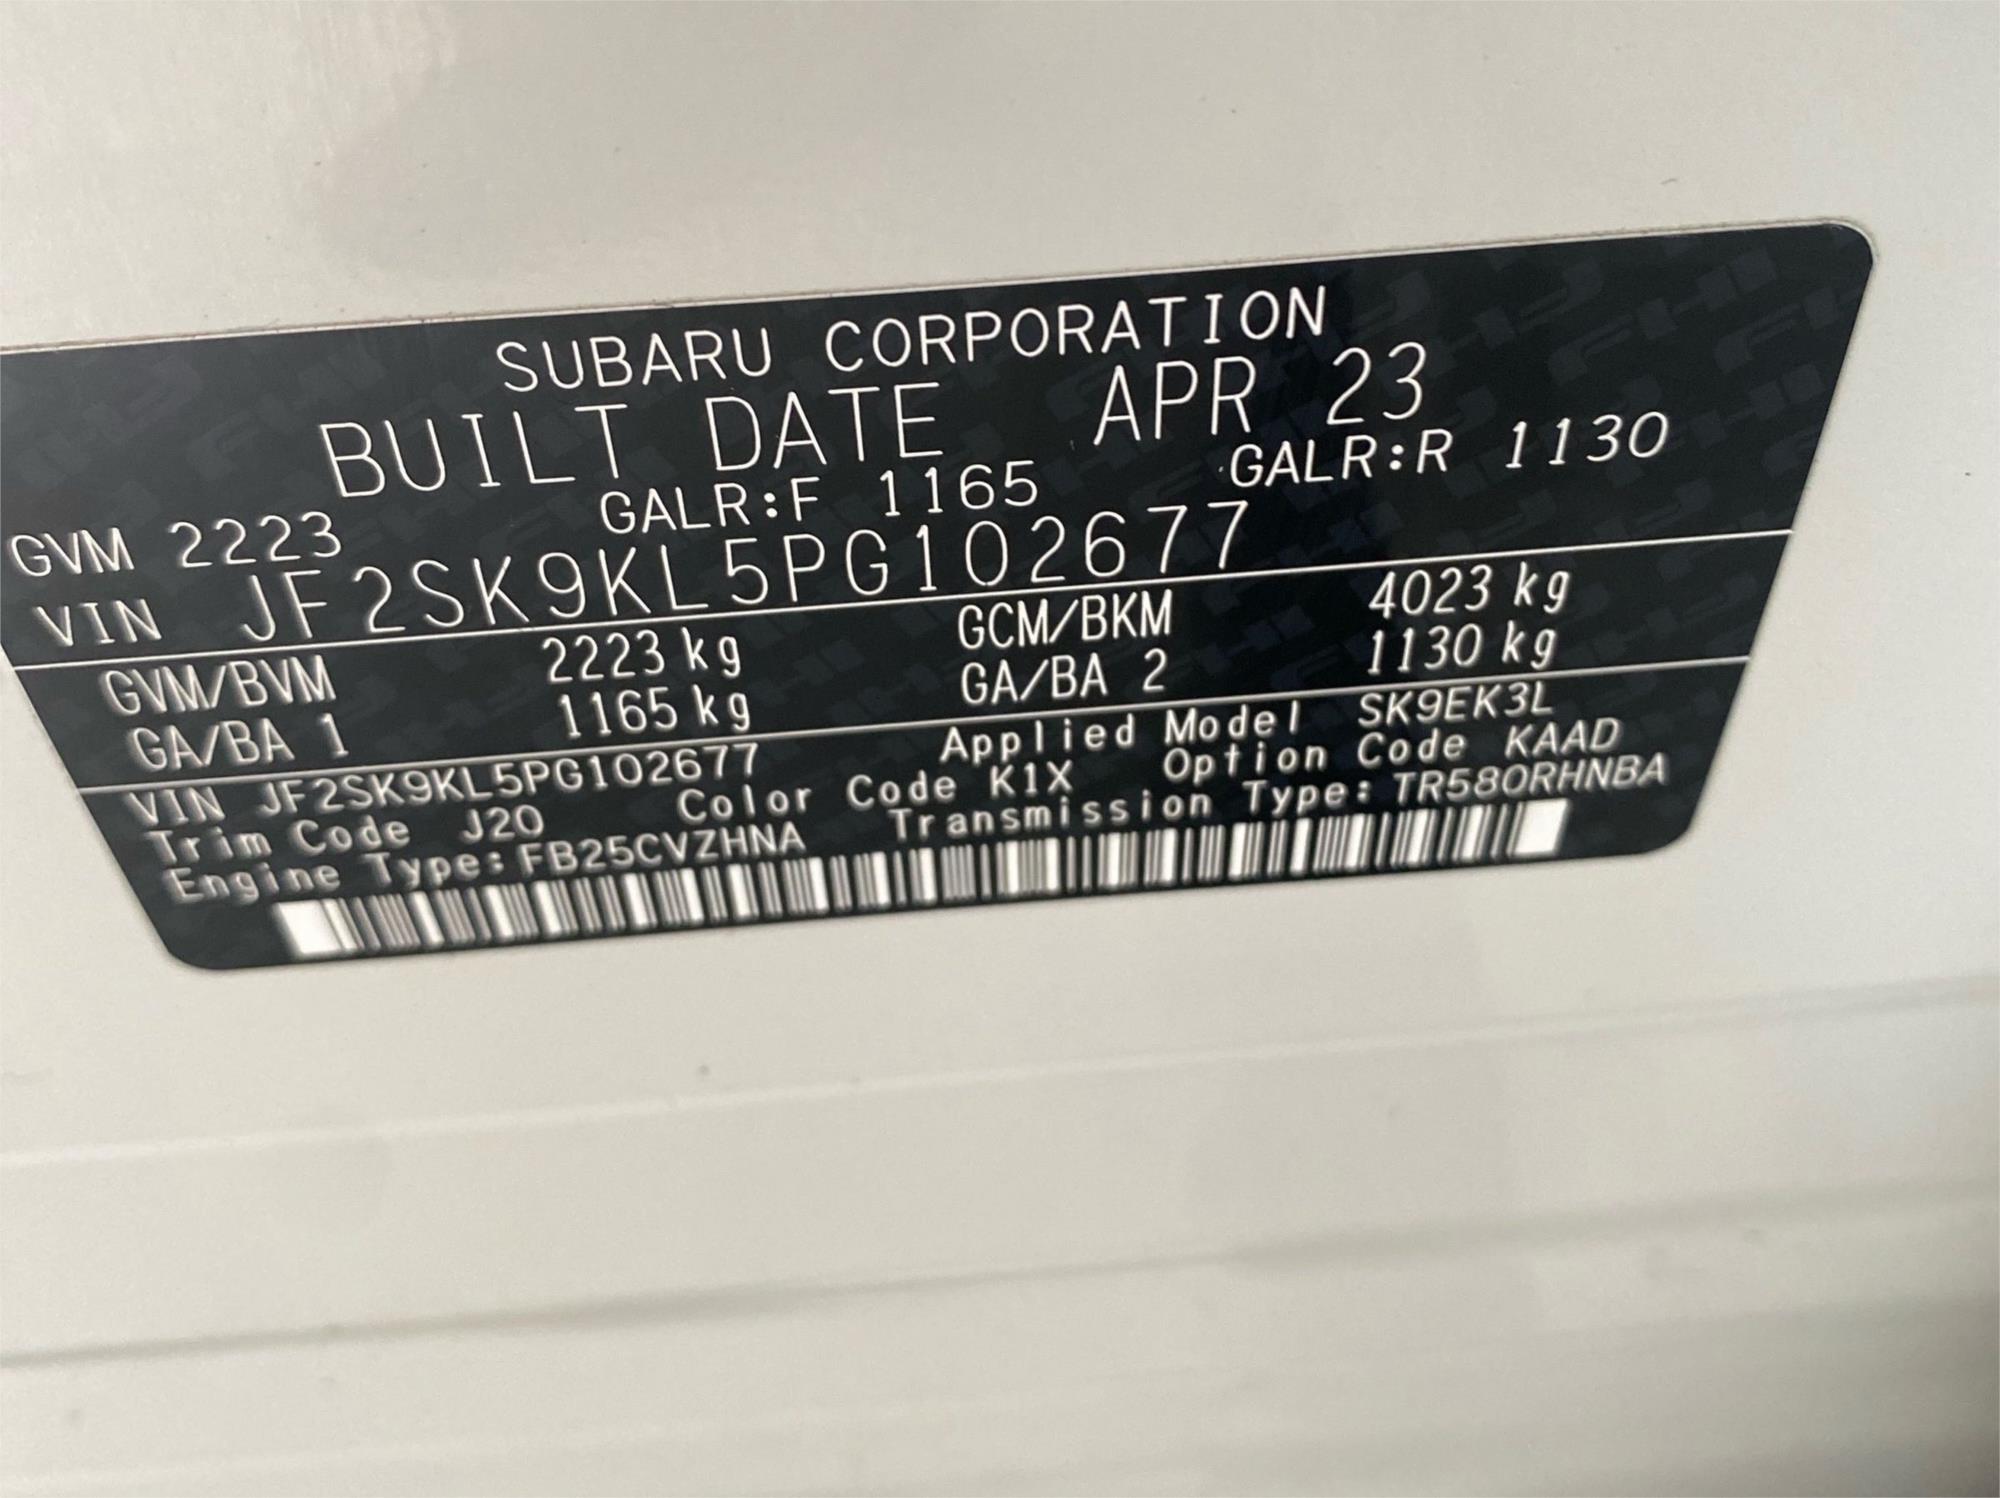 SUBARU CORPORATION
BUILT DATE APR 23
GVM 2223 GALR:F 1165 GALR:R 1130
VIN JF2SK9KL5PG102677
GVM/BVM 2223 kg GCM/BKM 4023 kg
GA/BA 1 1165 kg GA/BA 2 1130 kg
VIN JF2SK9KL5PG102677 Applied Model SK9EK3L
Trim Code J20 Color Code K1X Option Code KAAD
Engine Type: FB25CVZHNA Transmission Type: TR580RHNBA